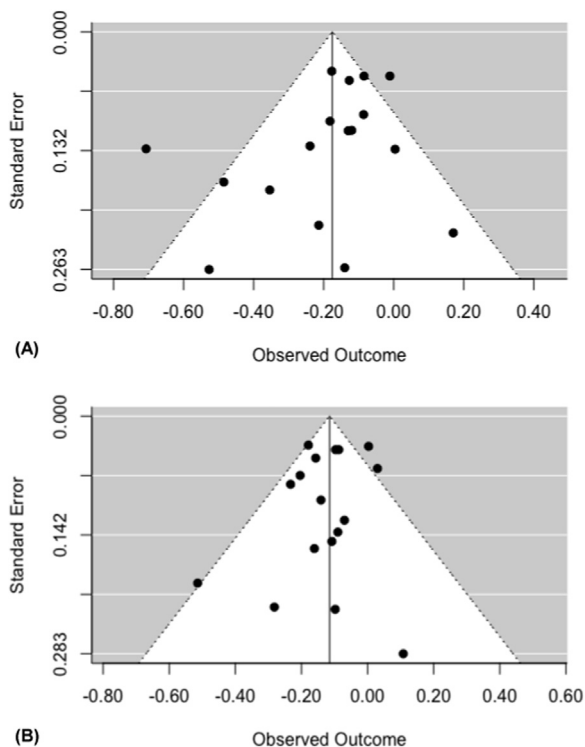 0.000
0.132
0.263
Standard Error
-0.80 -0.60 -0.40 -0.20 0.00 0.20 0.40
Observed Outcome
(A)
0.000
0.142
0.283
Standard Error
-0.80 -0.60 -0.40 -0.20 0.00 0.20 0.40 0.60
Observed Outcome
(B)